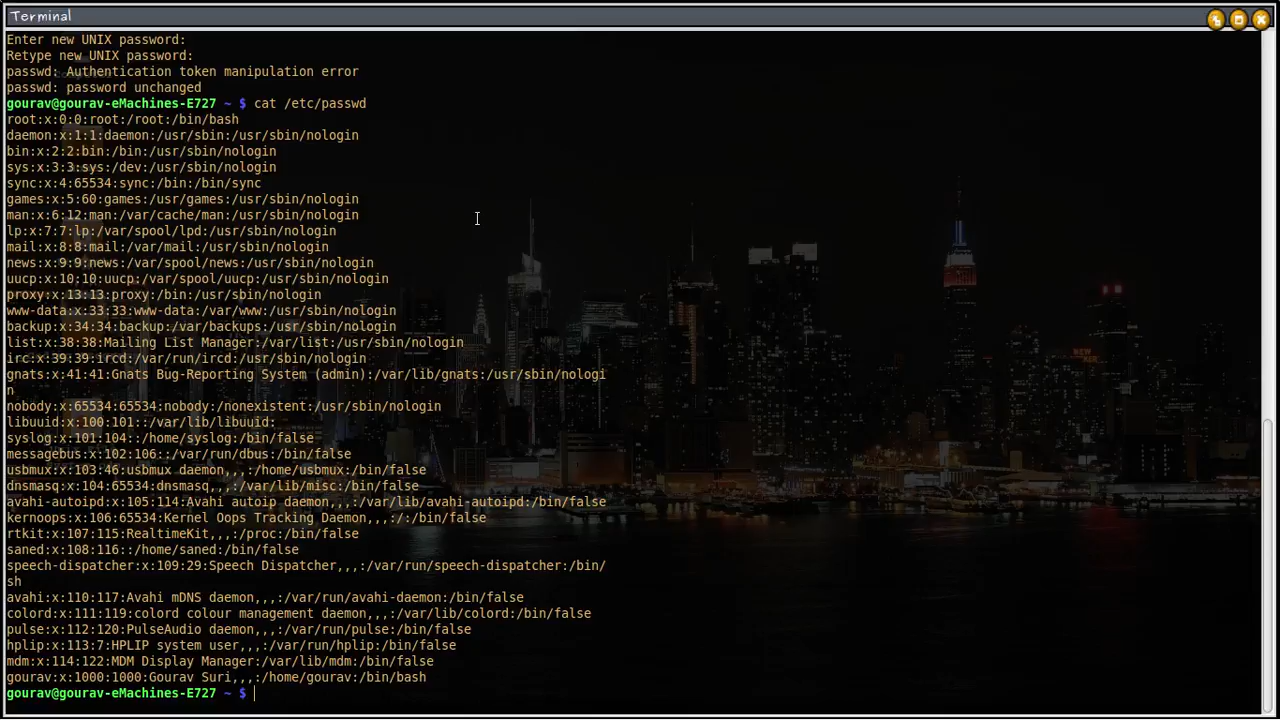 Terminal
Enter new UNIX password:
Retype new UNIX password:
passwd: Authentication token manipulation error
passwd: password unchanged
gourav@gourav-eMachines-E727 ~ $ cat /etc/passwd
root:x:0:0:root:/root:/bin/bash
daemon:x:1:1:daemon:/usr/sbin:/usr/sbin/nologin
bin:x:2:2:bin:/bin:/usr/sbin/nologin
sys:x:3:3:sys:/dev:/usr/sbin/nologin
sync:x:4:65534:sync:/bin:/bin/sync
games:x:5:60:games:/usr/games:/usr/sbin/nologin
man:x:6:12:man:/var/cache/man:/usr/sbin/nologin
lp:x:7:7:lp:/var/spool/lpd:/usr/sbin/nologin
mail:x:8:8:mail:/var/mail:/usr/sbin/nologin
news:x:9:9:news:/var/spool/news:/usr/sbin/nologin
uucp:x:10:10:uucp:/var/spool/uucp:/usr/sbin/nologin
proxy:x:13:13:proxy:/bin:/usr/sbin/nologin
www-data:x:33:33:www-data:/var/www:/usr/sbin/nologin
backup:x:34:34:backup:/var/backups:/usr/sbin/nologin
list:x:38:38:Mailing List Manager:/var/list:/usr/sbin/nologin
irc:x:39:39:ircd:/var/run/ircd:/usr/sbin/nologin
gnats:x:41:41:Gnats Bug-Reporting System (admin):/var/lib/gnats:/usr/sbin/nologi
n
nobody:x:65534:65534:nobody:/nonexistent:/usr/sbin/nologin
libuuid:x:100:101::/var/lib/libuuid:
syslog:x:101:104::/home/syslog:/bin/false
messagebus:x:102:106::/var/run/dbus:/bin/false
usbmux:x:103:46:usbmux daemon,,,:/home/usbmux:/bin/false
dnsmasq:x:104:65534:dnsmasq,,,:/var/lib/misc:/bin/false
avahi-autoipd:x:105:114:Avahi autoip daemon,,,:/var/lib/avahi-autoipd:/bin/false
kernoops:x:106:65534:Kernel Oops Tracking Daemon,,,:/:/bin/false
rtkit:x:107:115:RealtimeKit,,,:/proc:/bin/false
saned:x:108:116::/home/saned:/bin/false
speech-dispatcher:x:109:29:Speech Dispatcher,,,:/var/run/speech-dispatcher:/bin/
sh
avahi:x:110:117:Avahi mDNS daemon,,,:/var/run/avahi-daemon:/bin/false
colord:x:111:119:colord colour management daemon,,,:/var/lib/colord:/bin/false
pulse:x:112:120:PulseAudio daemon,,,:/var/run/pulse:/bin/false
hplip:x:113:7:HPLIP system user,,,:/var/run/hplip:/bin/false
mdm:x:114:122:MDM Display Manager:/var/lib/mdm:/bin/false
gourav:x:1000:1000:Gourav Suri,,,:/home/gourav:/bin/bash
gourav@gourav-eMachines-E727 ~ $